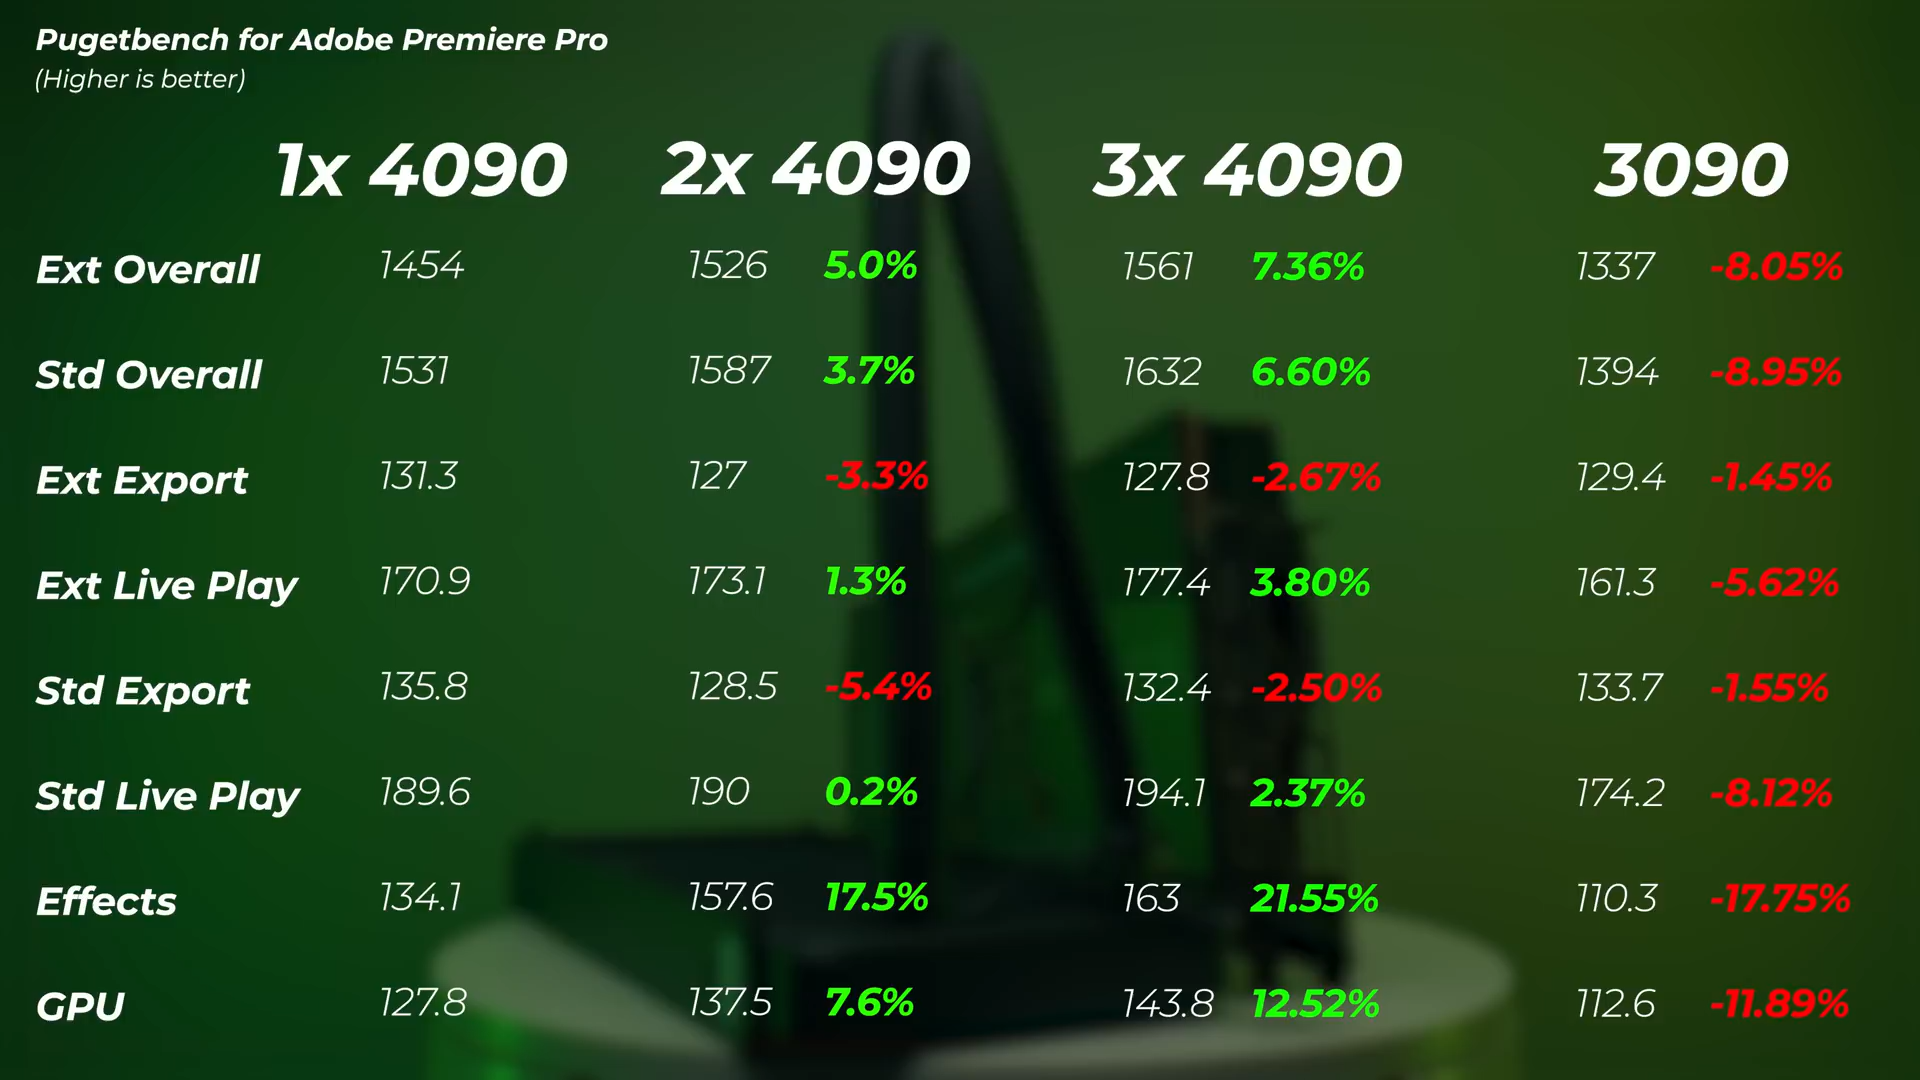 Pugetbench for Adobe Premiere Pro
(Higher is better)
1x 4090 2x 4090 3x 4090 3090
Ext Overall 1454 1526 5.0% 1561 7.36% 1337 -8.05%
Std Overall 1531 1587 3.7% 1632 6.60% 1394 -8.95%
Ext Export 131.3 127 -3.3% 127.8 -2.67% 129.4 -1.45%
Ext Live Play 170.9 173.1 1.3% 177.4 3.80% 161.3 -5.62%
Std Export 135.8 128.5 -5.4% 132.4 -2.50% 133.7 -1.55%
Std Live Play 189.6 190 0.2% 194.1 2.37% 174.2 -8.12%
Effects 134.1 157.6 17.5% 163 21.55% 110.3 -17.75%
GPU 127.8 137.5 7.6% 143.8 12.52% 112.6 -11.89%